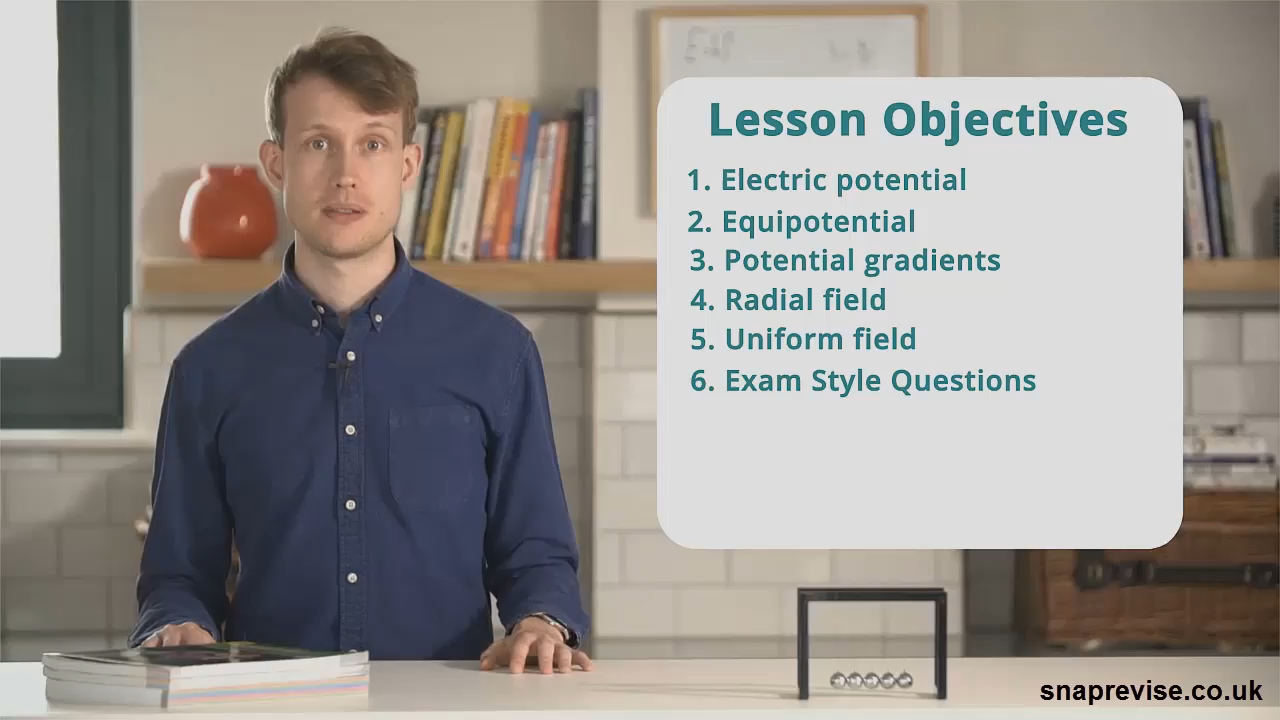 Lesson Objectives
1. Electric potential
2. Equipotential
3. Potential gradients
4. Radial field
5. Uniform field
6. Exam Style Questions
snaprevise.co.uk